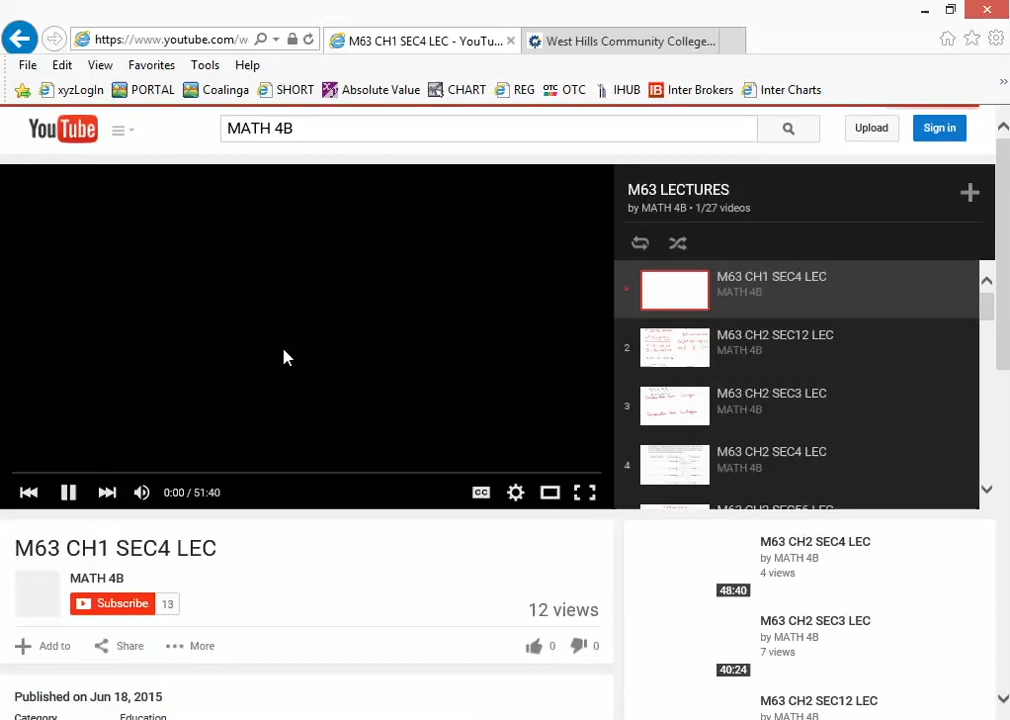 https://www.youtube.com/w
M63 CH1 SEC4 LEC - YouTu...
West Hills Community College...
File Edit View Favorites Tools Help
xyzLogIn PORTAL Coalinga SHORT Absolute Value CHART REG OTC IHUB Inter Brokers Inter Charts
YouTube
MATH 4B
Upload
Sign in
M63 LECTURES
by MATH 4B • 1/27 videos
M63 CH1 SEC4 LEC
MATH 4B
2
M63 CH2 SEC12 LEC
MATH 4B
3
M63 CH2 SEC3 LEC
MATH 4B
4
M63 CH2 SEC4 LEC
MATH 4B
M63 CH2 SEC56 LEC
0:00 / 51:40
CC
M63 CH1 SEC4 LEC
MATH 4B
Subscribe 13
12 views
Add to Share More 0 0
Published on Jun 18, 2015
Category Education
M63 CH2 SEC4 LEC
by MATH 4B
4 views
48:40
M63 CH2 SEC3 LEC
by MATH 4B
7 views
40:24
M63 CH2 SEC12 LEC
by MATH 4B